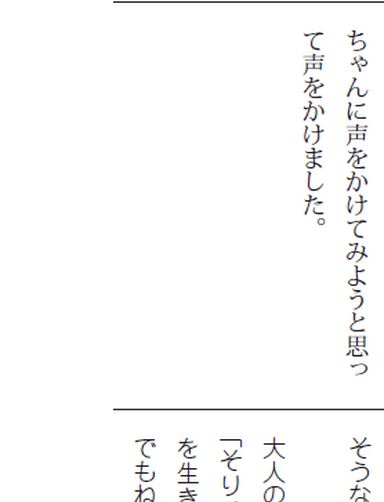 ちゃんに声をかけてみようと思っ
て声をかけました。
そうな
大人の
「そり
を生き
でもね